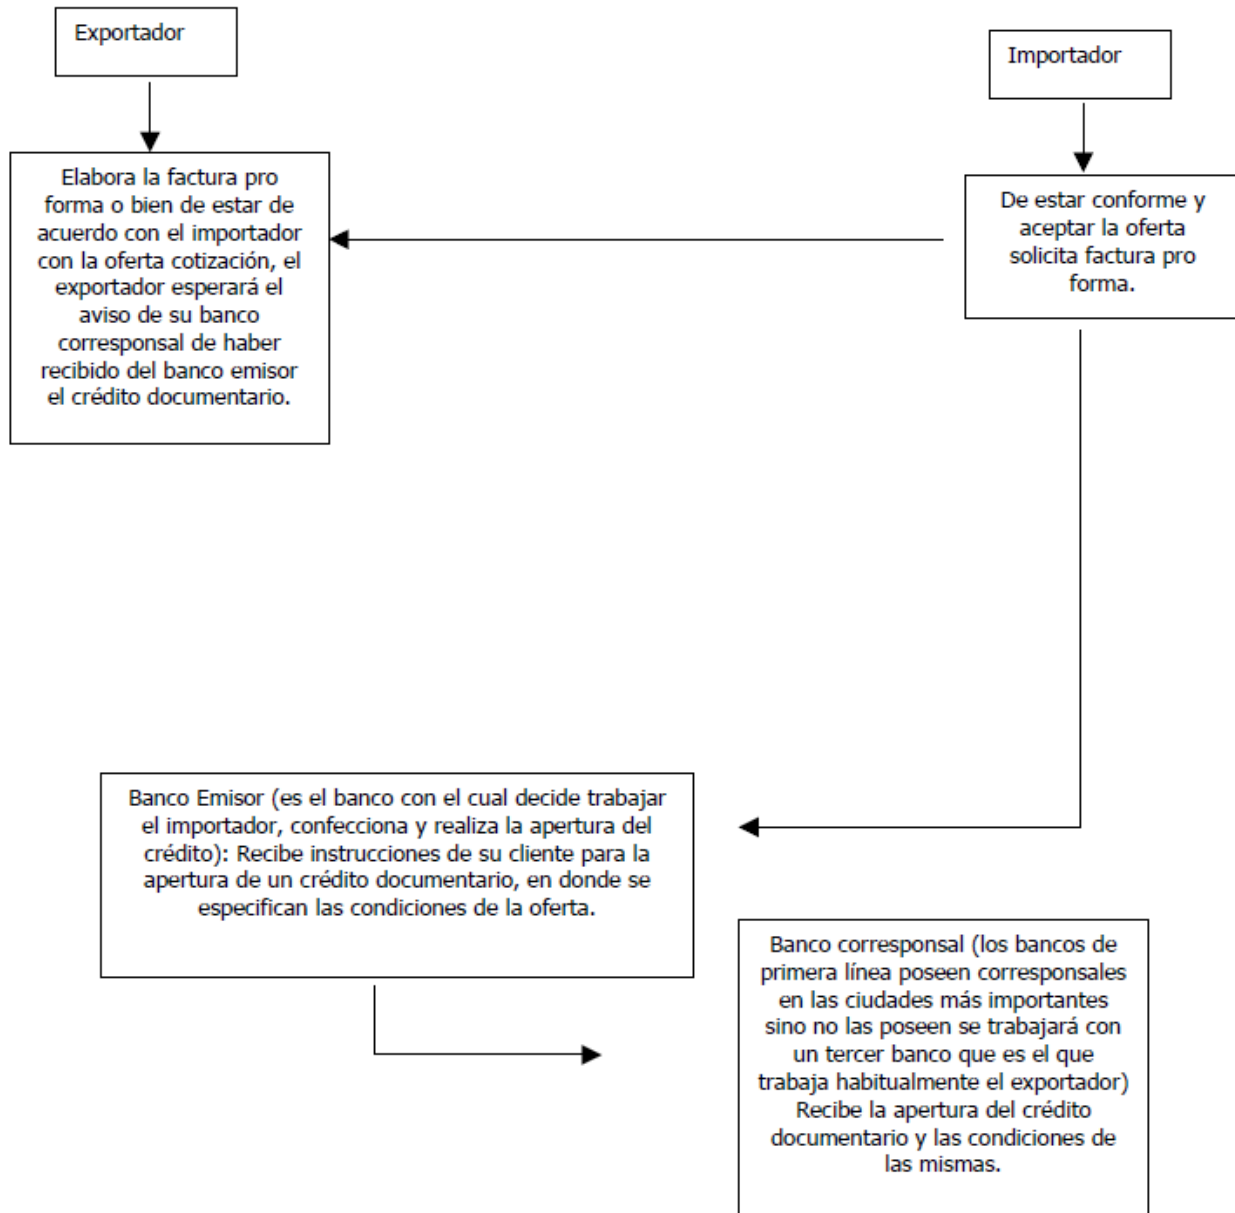 Exportador
Importador
Elabora la factura pro
forma o bien de estar de
acuerdo con el importador
con la oferta cotización, el
exportador esperará el
aviso de su banco
corresponsal de haber
recibido del banco emisor
el crédito documentario.
De estar conforme y
aceptar la oferta
solicita factura pro
forma.
Banco Emisor (es el banco con el cual decide trabajar
el importador, confecciona y realiza la apertura del
crédito): Recibe instrucciones de su cliente para la
apertura de un crédito documentario, en donde se
especifican las condiciones de la oferta.
Banco corresponsal (los bancos de
primera línea poseen corresponsales
en las ciudades más importantes
sino no las poseen se trabajará con
un tercer banco que es el que
trabaja habitualmente el exportador)
Recibe la apertura del crédito
documentario y las condiciones de
las mismas.